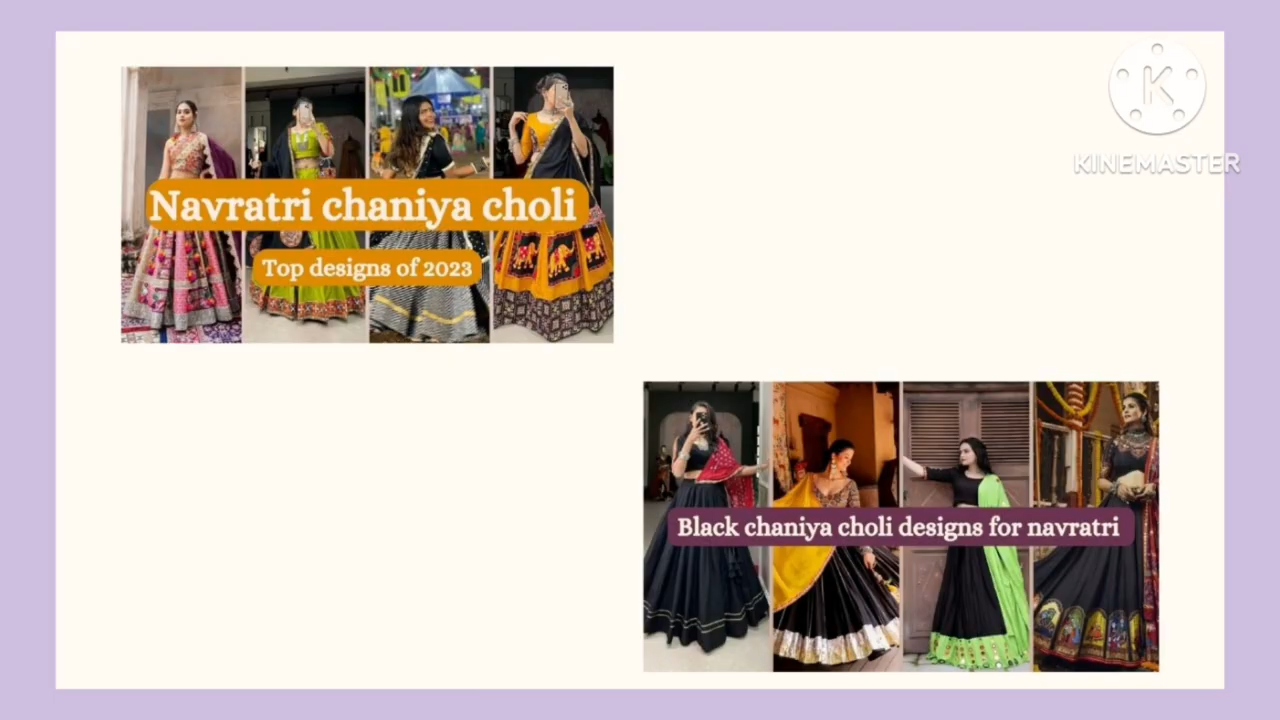 K
KINEMASTER
Navratri chaniya choli
Top designs of 2023
Black chaniya choli designs for navratri